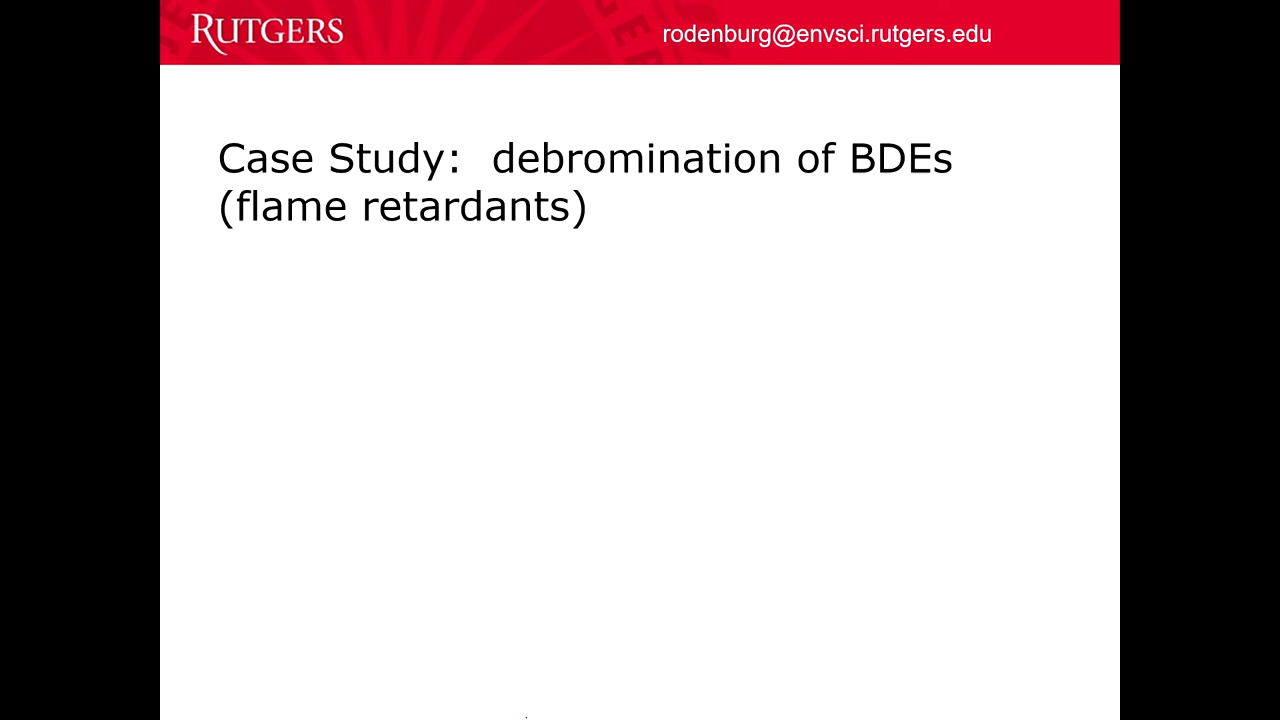 RUTGERS
rodenburg@envsci.rutgers.edu
Case Study:  debromination of BDEs
(flame retardants)